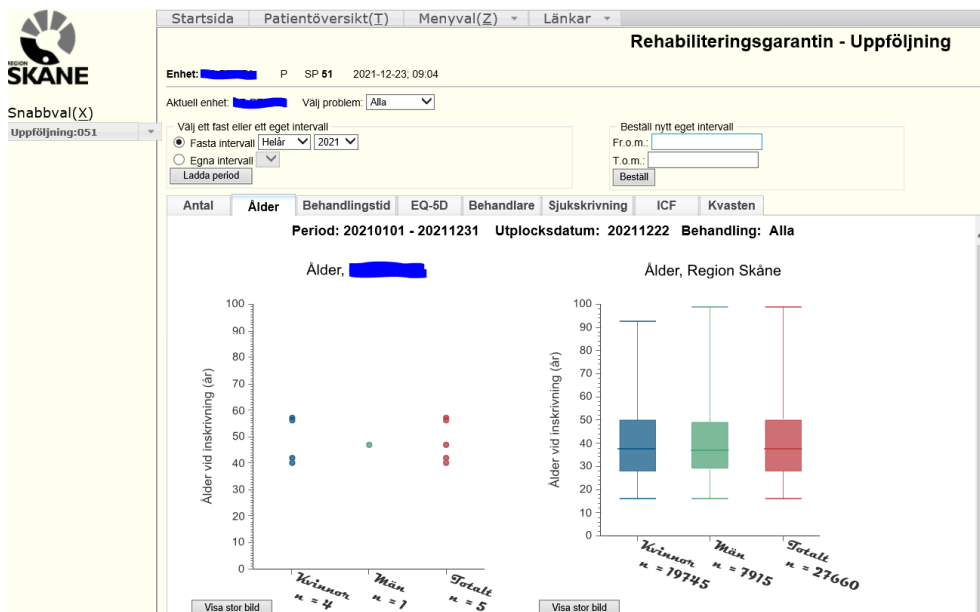 Startsida Patientöversikt(T) Menyval(Z) Länkar
REGION
SKÅNE
Rehabiliteringsgarantin - Uppföljning
Enhet: P SP 51 2021-12-23; 09:04
Snabbval(X)
Uppföljning:051
Aktuell enhet: Välj problem: Alla
Välj ett fast eller ett eget intervall
Fasta intervall Helår 2021
Egna intervall
Ladda period
Beställ nytt eget intervall
Fr.o.m.:
T.o.m.:
Beställ
Antal Ålder Behandlingstid EQ-5D Behandlare Sjukskrivning ICF Kvasten
Period: 20210101 - 20211231 Utplocksdatum: 20211222 Behandling: Alla
Ålder,
Ålder vid inskrivning (år)
100
90
80
70
60
50
40
30
20
10
0
Kvinnor
n = 4
Män
n = 1
Totalt
n = 5
Visa stor bild
Ålder, Region Skåne
Ålder vid inskrivning (år)
100
90
80
70
60
50
40
30
20
10
0
Kvinnor
n = 19745
Män
n = 7915
Totalt
n = 27660
Visa stor bild